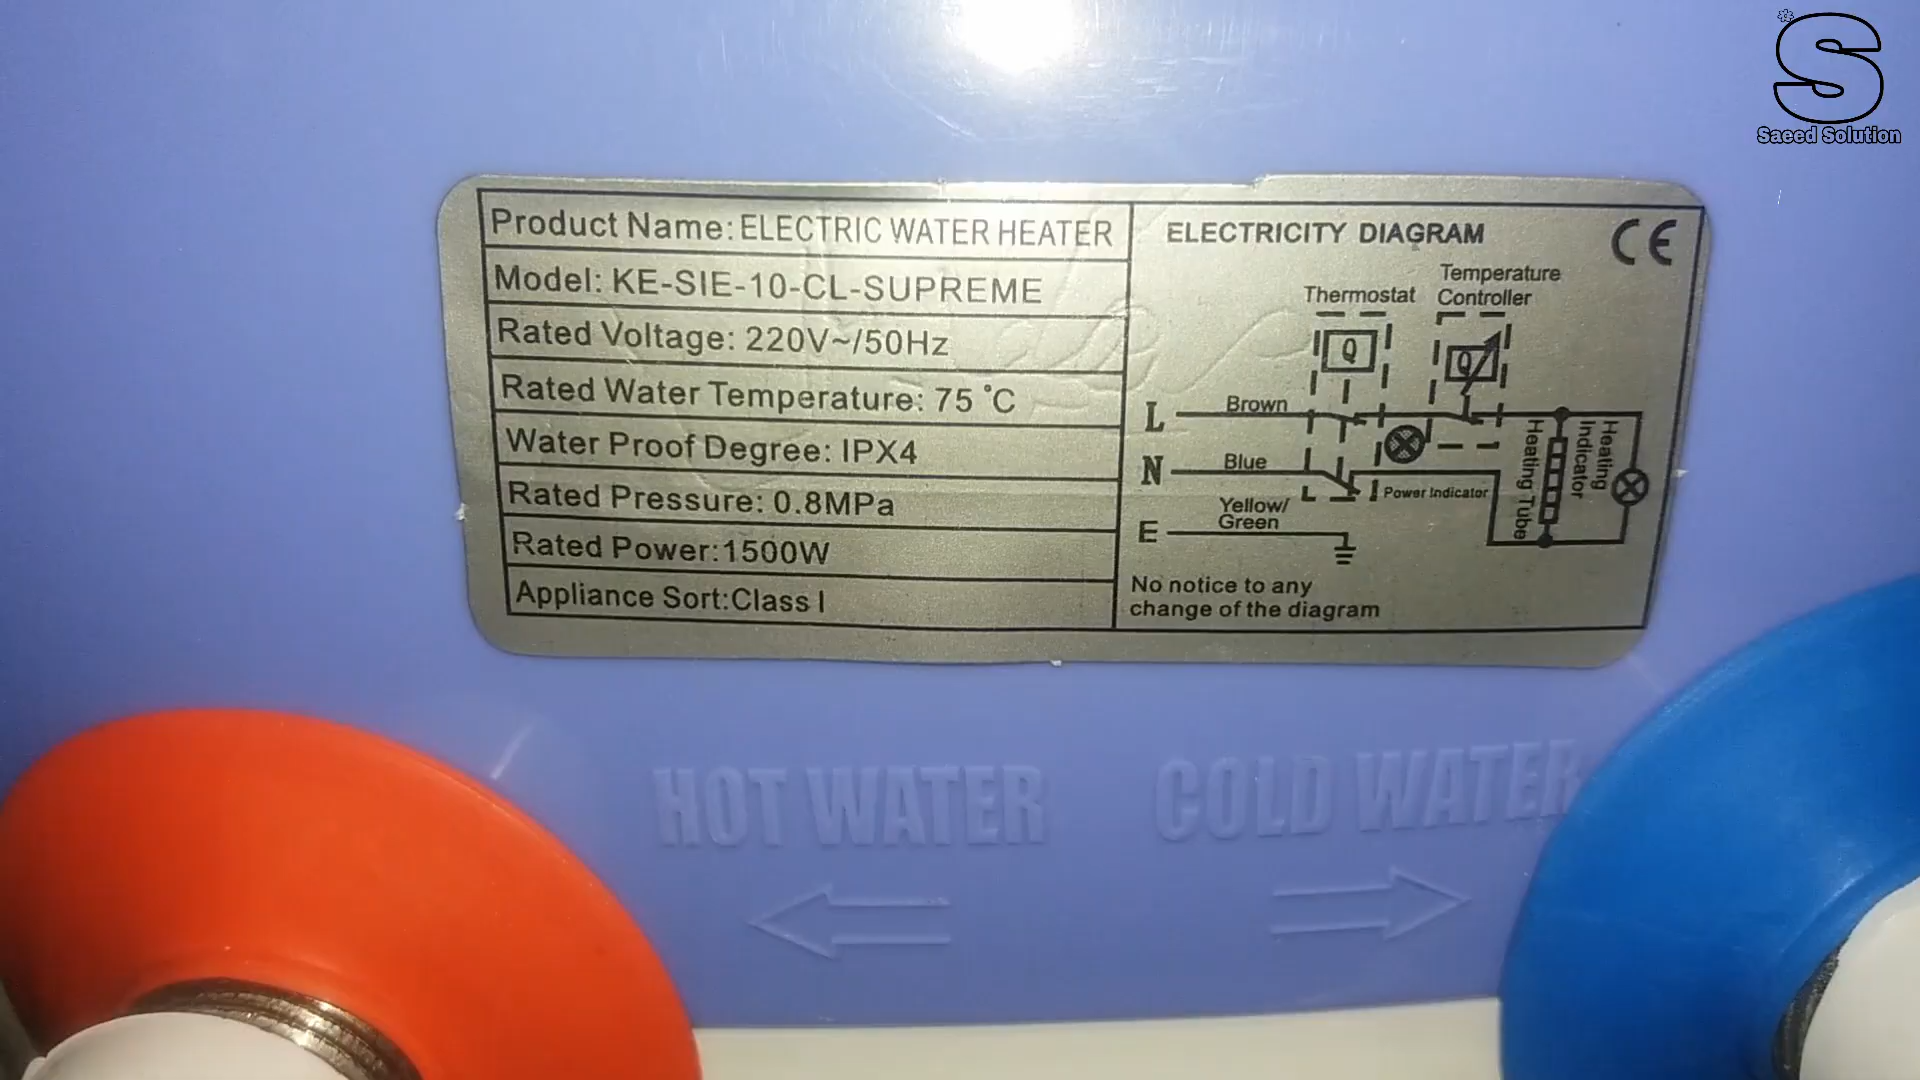 S
Saeed Solution
Product Name: ELECTRIC WATER HEATER
Model: KE-SIE-10-CL-SUPREME
Rated Voltage: 220V~/50Hz
Rated Water Temperature: 75 °C
Water Proof Degree: IPX4
Rated Pressure: 0.8MPa
Rated Power:1500W
Appliance Sort:Class I
ELECTRICITY DIAGRAM
CE
Thermostat
Temperature
Controller
Q
Q
L
Brown
N
Blue
Power Indicator
E
Yellow/
Green
Heating Tube
Heating
Indicator
No notice to any
change of the diagram
HOT WATER
COLD WATER